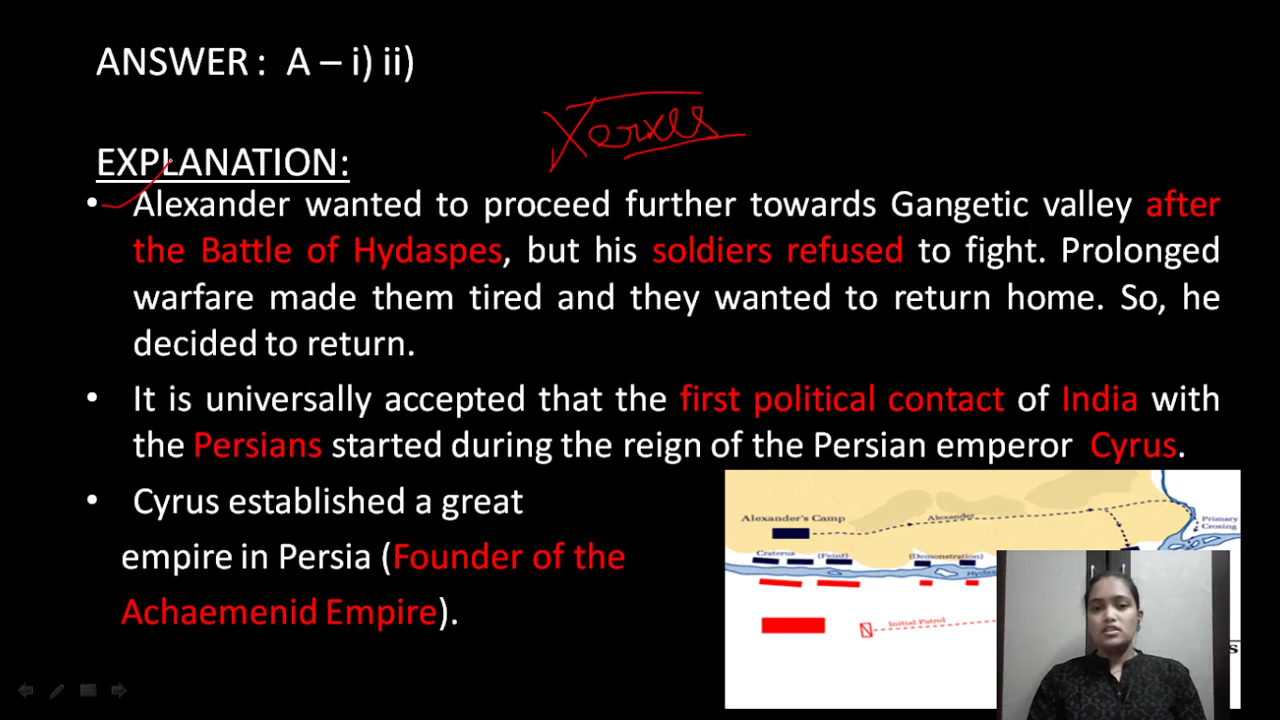 ANSWER : A – i) ii)
Xerxes
EXPLANATION:
• Alexander wanted to proceed further towards Gangetic valley after
the Battle of Hydaspes, but his soldiers refused to fight. Prolonged
warfare made them tired and they wanted to return home. So, he
decided to return.
• It is universally accepted that the first political contact of India with
the Persians started during the reign of the Persian emperor Cyrus.
• Cyrus established a great
empire in Persia (Founder of the
Achaemenid Empire).
Alexander's Camp
Alexander
Primary
Crossing
Craterus
(Feint)
(Demonstration)
Initial Patrol